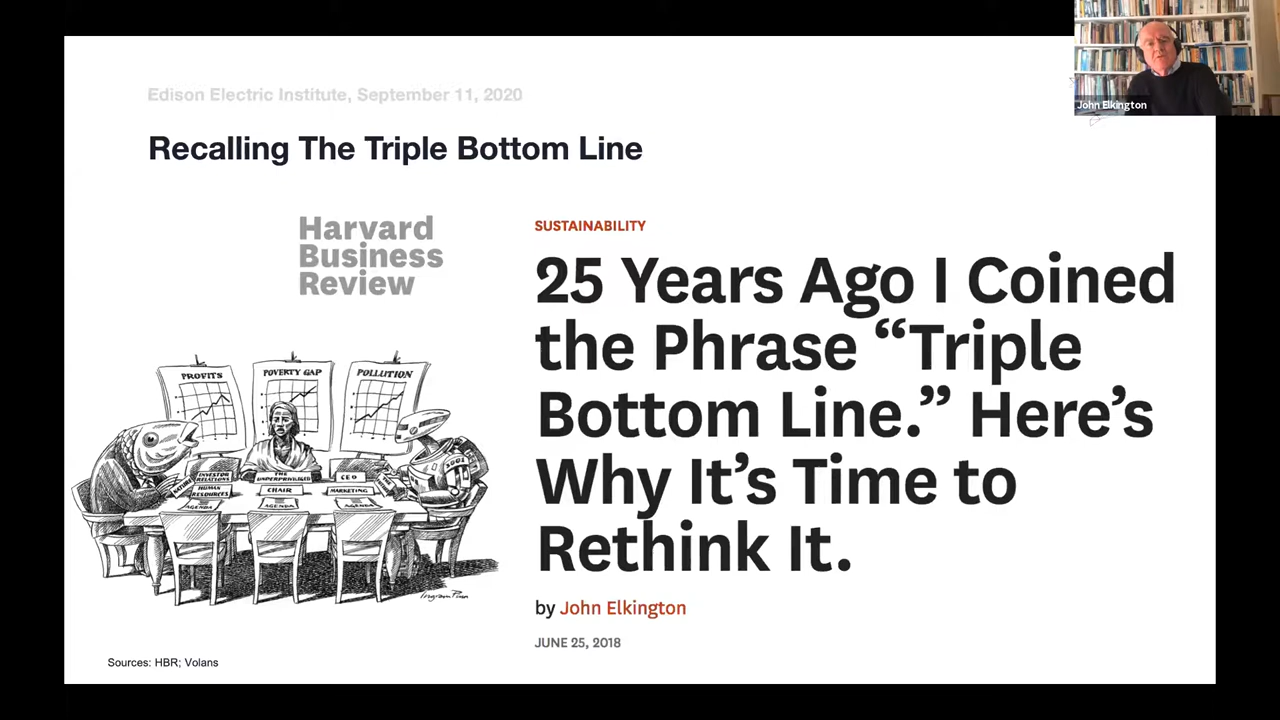 Edison Electric Institute, September 11, 2020
John Elkington
Recalling The Triple Bottom Line
Harvard
Business
Review
SUSTAINABILITY
25 Years Ago I Coined
the Phrase “Triple
Bottom Line.” Here’s
Why It’s Time to
Rethink It.
by John Elkington
JUNE 25, 2018
PROFITS
POVERTY GAP
POLLUTION
INVESTOR
RELATIONS
HUMAN
RESOURCES
THE
UNDERPRIVILEGED
CHAIR
CEO
MARKETING
2001
AGENDA
AGENDA
AGENDA
Sources: HBR; Volans